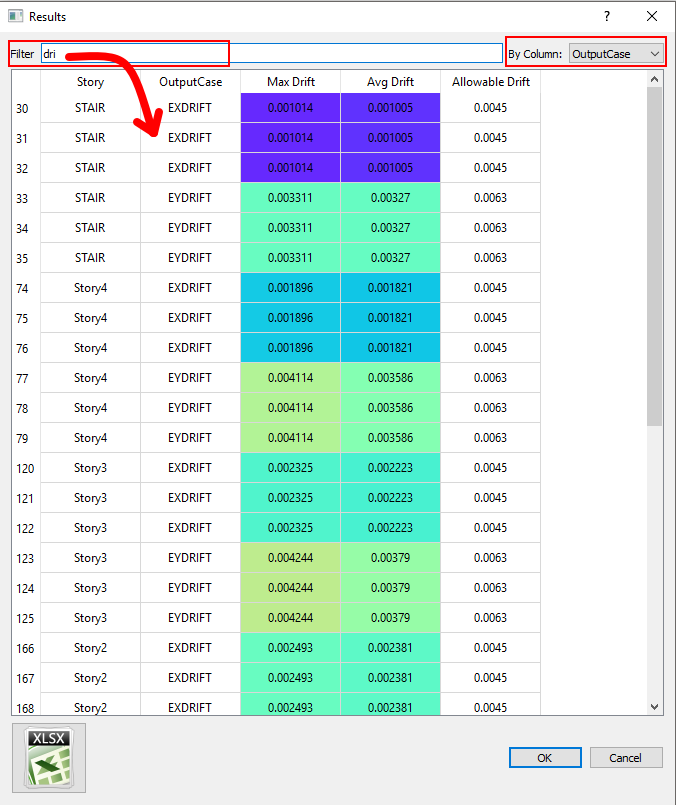 Results ?
Filter dri By Column: OutputCase
Story OutputCase Max Drift Avg Drift Allowable Drift
30 STAIR EXDRIFT 0.001014 0.001005 0.0045
31 STAIR EXDRIFT 0.001014 0.001005 0.0045
32 STAIR EXDRIFT 0.001014 0.001005 0.0045
33 STAIR EYDRIFT 0.003311 0.00327 0.0063
34 STAIR EYDRIFT 0.003311 0.00327 0.0063
35 STAIR EYDRIFT 0.003311 0.00327 0.0063
74 Story4 EXDRIFT 0.001896 0.001821 0.0045
75 Story4 EXDRIFT 0.001896 0.001821 0.0045
76 Story4 EXDRIFT 0.001896 0.001821 0.0045
77 Story4 EYDRIFT 0.004114 0.003586 0.0063
78 Story4 EYDRIFT 0.004114 0.003586 0.0063
79 Story4 EYDRIFT 0.004114 0.003586 0.0063
120 Story3 EXDRIFT 0.002325 0.002223 0.0045
121 Story3 EXDRIFT 0.002325 0.002223 0.0045
122 Story3 EXDRIFT 0.002325 0.002223 0.0045
123 Story3 EYDRIFT 0.004244 0.00379 0.0063
124 Story3 EYDRIFT 0.004244 0.00379 0.0063
125 Story3 EYDRIFT 0.004244 0.00379 0.0063
166 Story2 EXDRIFT 0.002493 0.002381 0.0045
167 Story2 EXDRIFT 0.002493 0.002381 0.0045
168 Story2 EXDRIFT 0.002493 0.002381 0.0045
XLSX
OK Cancel